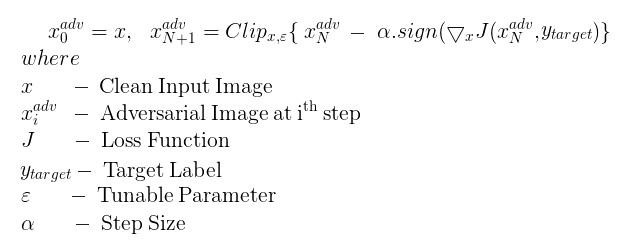 x_0^{adv} = x, x_{N+1}^{adv} = Clip_{x,ε}{ x_N^{adv} − α.sign(▽_x J(x_N^{adv},y_{target})}
where
x − Clean Input Image
x_i^{adv} − Adversarial Image at i^{th} step
J − Loss Function
y_{target} − Target Label
ε − Tunable Parameter
α − Step Size